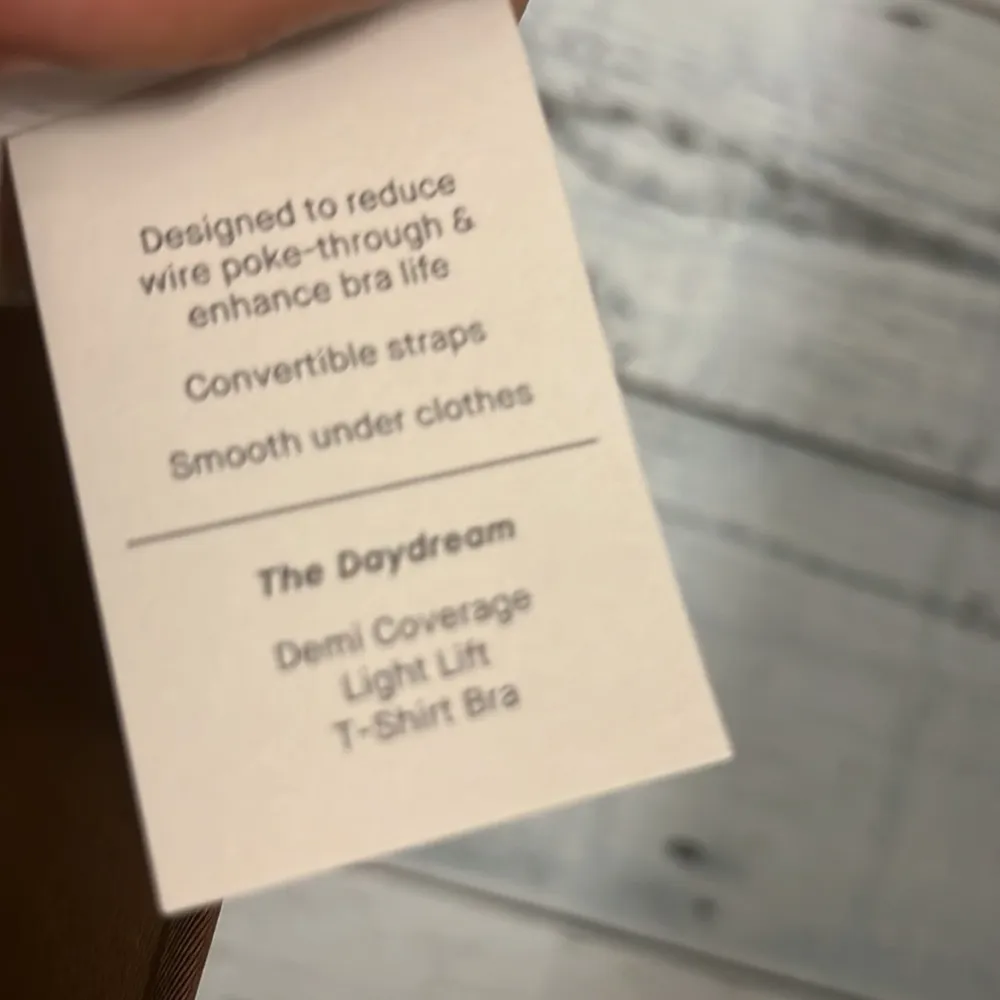 Designed to reduce
wire poke-through &
enhance bra life
Convertible straps
Smooth under clothes
The Daydream
Demi Coverage
Light Lift
T-Shirt Bra